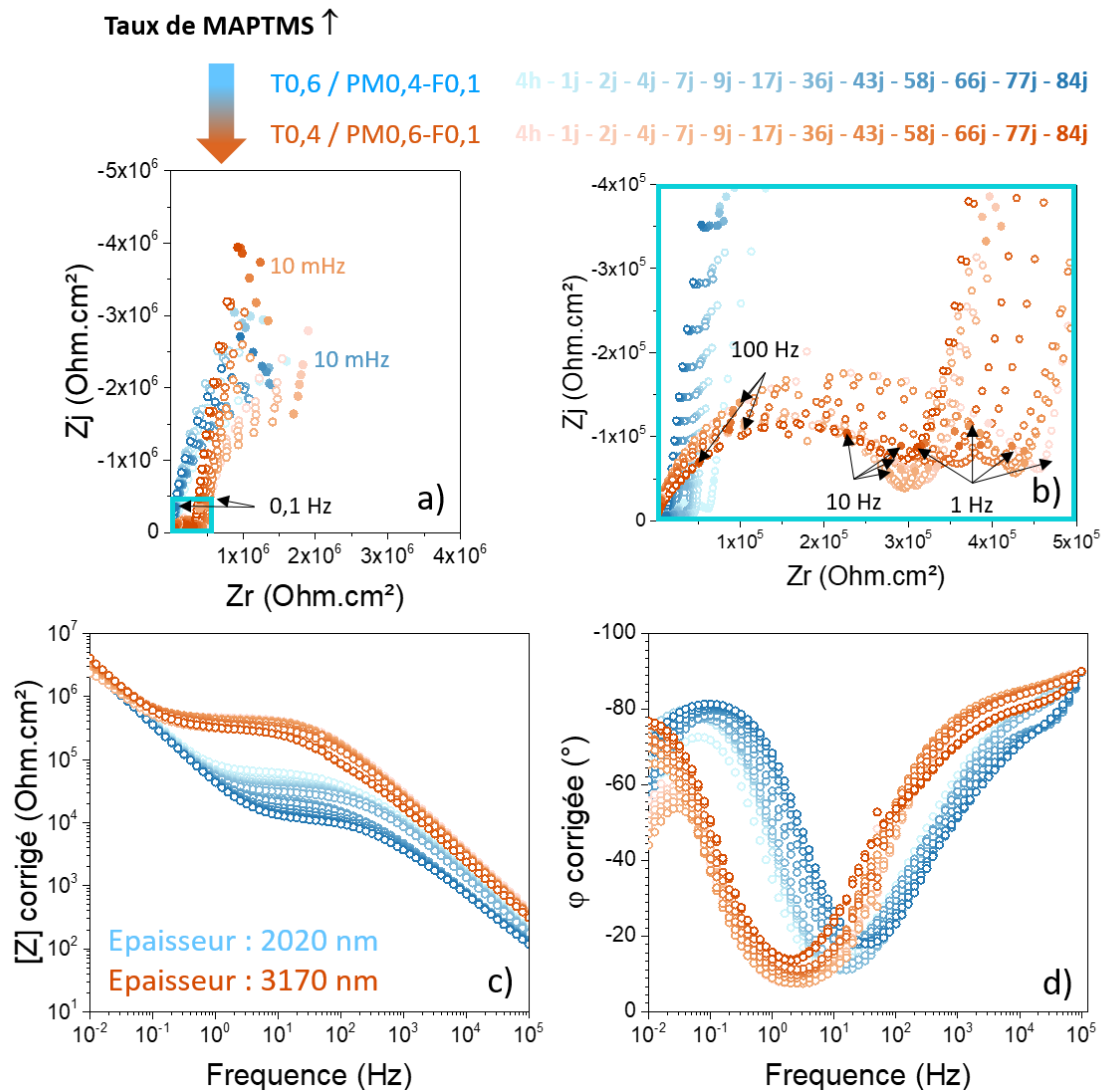 Taux de MAPTMS ↑
T0,6 / PM0,4-F0,1 4h - 1j - 2j - 4j - 7j - 9j - 17j - 36j - 43j - 58j - 66j - 77j - 84j
T0,4 / PM0,6-F0,1 4h - 1j - 2j - 4j - 7j - 9j - 17j - 36j - 43j - 58j - 66j - 77j - 84j
-5x10⁶
-4x10⁶
-3x10⁶
-2x10⁶
-1x10⁶
0
Zj (Ohm.cm²)
10 mHz
10 mHz
0,1 Hz
a)
1x10⁶ 2x10⁶ 3x10⁶ 4x10⁶
Zr (Ohm.cm²)
-4x10⁵
-3x10⁵
-2x10⁵
-1x10⁵
0
Zj (Ohm.cm²)
100 Hz
10 Hz
1 Hz
b)
1x10⁵ 2x10⁵ 3x10⁵ 4x10⁵ 5x10⁵
Zr (Ohm.cm²)
10⁷
10⁶
10⁵
10⁴
10³
10²
10¹
[Z] corrigé (Ohm.cm²)
Epaisseur : 2020 nm
Epaisseur : 3170 nm
c)
10⁻² 10⁻¹ 10⁰ 10¹ 10² 10³ 10⁴ 10⁵
Frequence (Hz)
-100
-80
-60
-40
-20
0
φ corrigée (°)
d)
10⁻² 10⁻¹ 10⁰ 10¹ 10² 10³ 10⁴ 10⁵
Frequence (Hz)